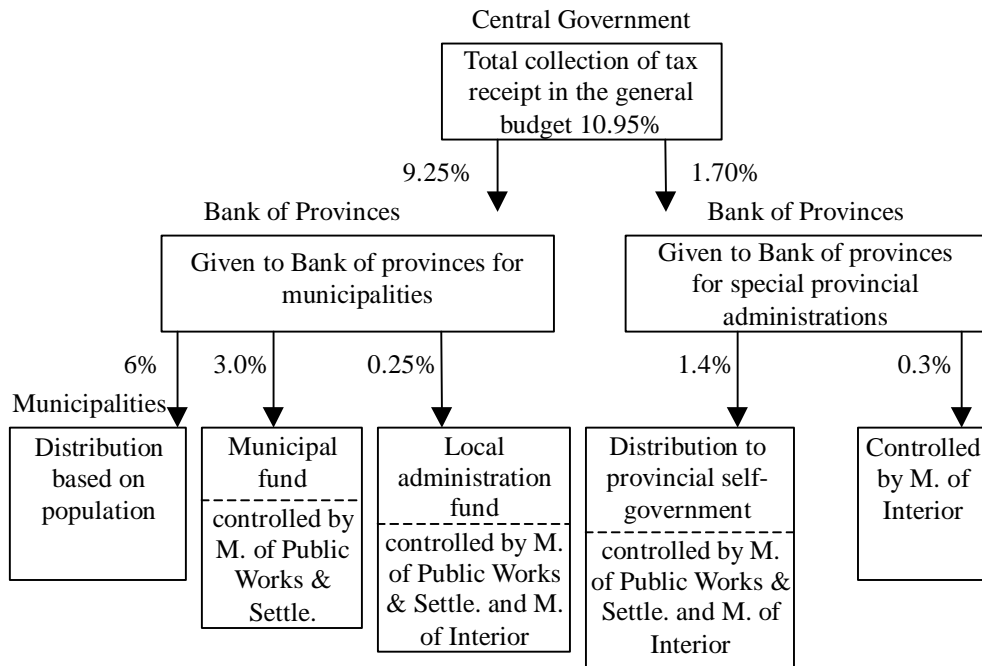 Central Government
Total collection of tax
receipt in the general
budget 10.95%
9.25%
1.70%
Bank of Provinces
Bank of Provinces
Given to Bank of provinces for
municipalities
Given to Bank of provinces
for special provincial
administrations
6%
3.0%
0.25%
1.4%
0.3%
Municipalities
Distribution
based on
population
Municipal
fund
controlled by
M. of Public
Works &
Settle.
Local
administration
fund
controlled by M.
of Public Works
& Settle. and M.
of Interior
Distribution to
provincial self-
government
controlled by M.
of Public Works &
Settle. and M. of
Interior
Controlled
by M. of
Interior